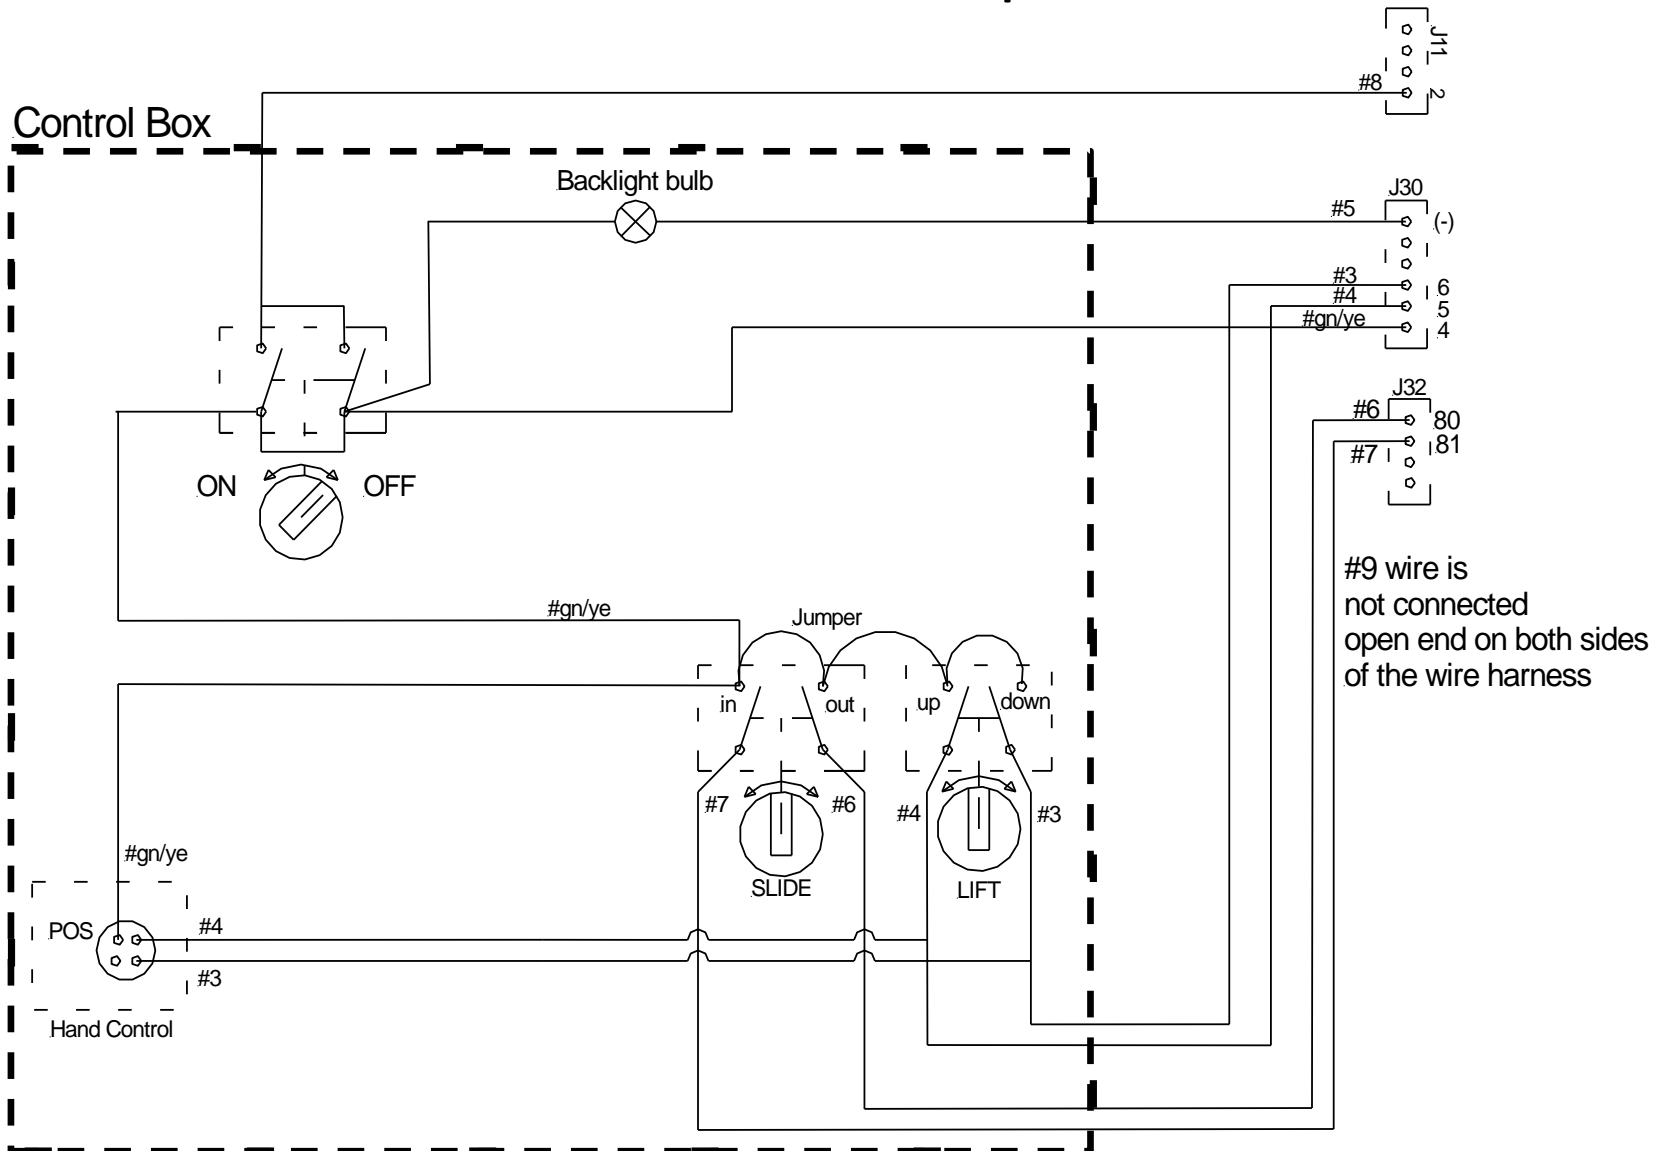 J11
#8
2
Control Box
Backlight bulb
J30
#5
(-)
#3
6
#4
5
#gn/ye
4
J32
#6
80
#7
81
ON
OFF
#9 wire is
not connected
open end on both sides
of the wire harness
#gn/ye
Jumper
in
out
up
down
#7
#6
#4
#3
SLIDE
LIFT
#gn/ye
POS
#4
#3
Hand Control